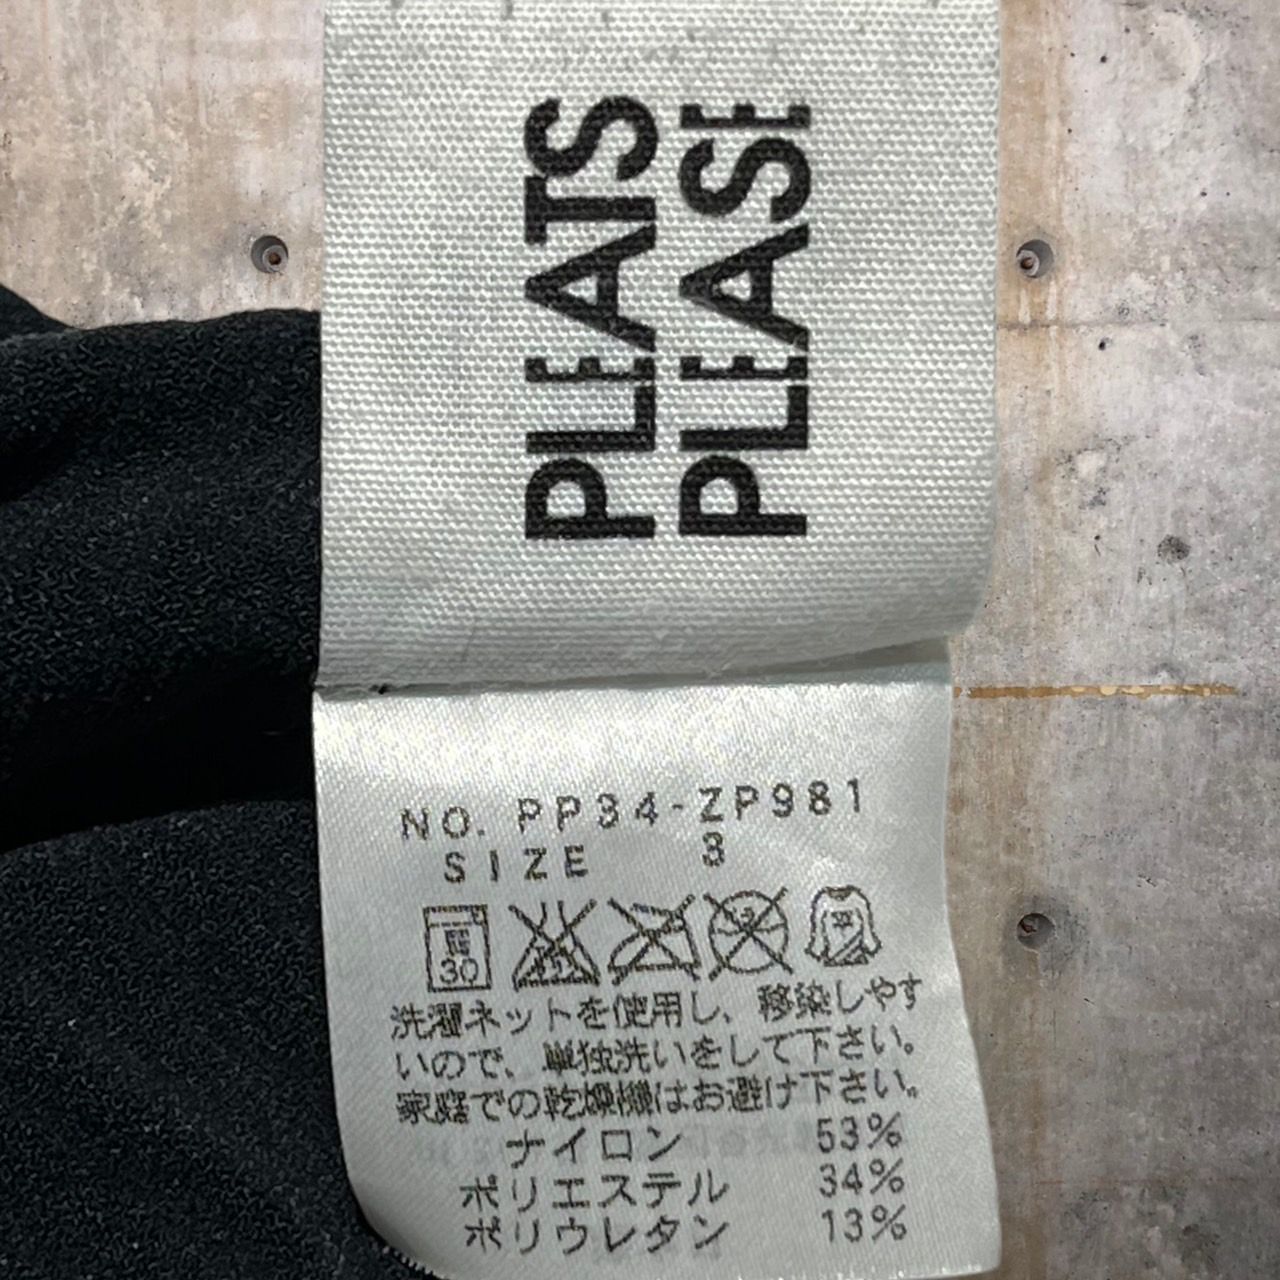 PLEATS
PLEASE
NO. PP34-ZP981
SIZE 3
30
洗濯ネットを使用し、移染しやす
いので、単独洗いをして下さい。
家庭での乾燥機はお避け下さい。
ナイロン 53%
ポリエステル 34%
ポリウレタン 13%